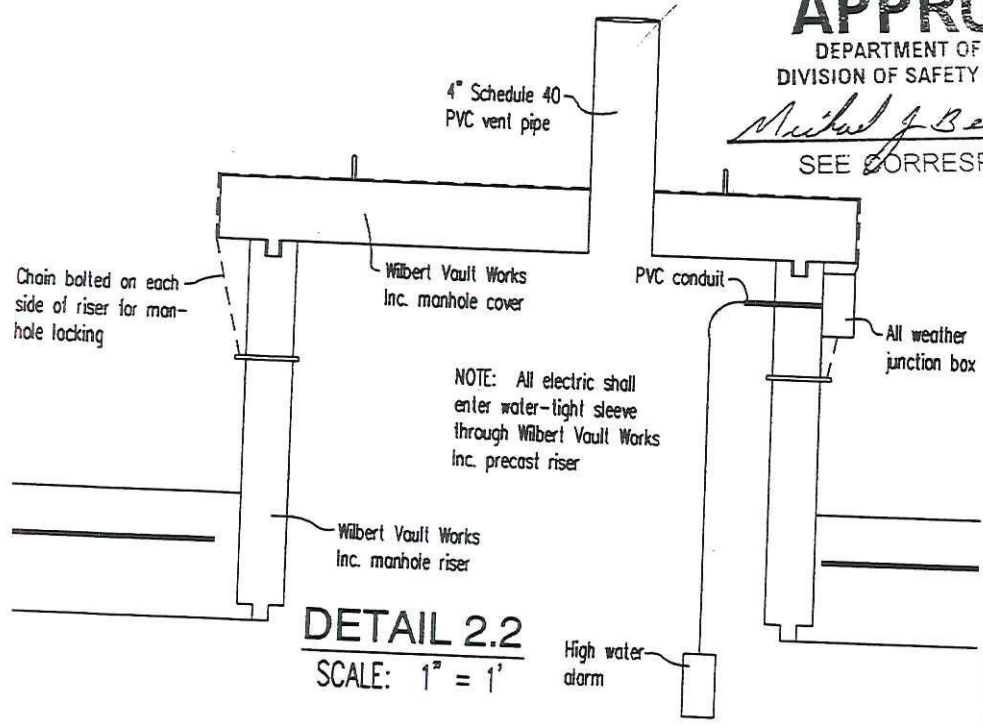 APPRO
DEPARTMENT OF
DIVISION OF SAFETY
SEE CORRESP
4" Schedule 40
PVC vent pipe
Wilbert Vault Works
Inc. manhole cover
PVC conduit
Chain bolted on each
side of riser for man-
hole locking
All weather
junction box
NOTE: All electric shall
enter water-tight sleeve
through Wilbert Vault Works
Inc. precast riser
Wilbert Vault Works
Inc. manhole riser
DETAIL 2.2
SCALE: 1" = 1'
High water
alarm